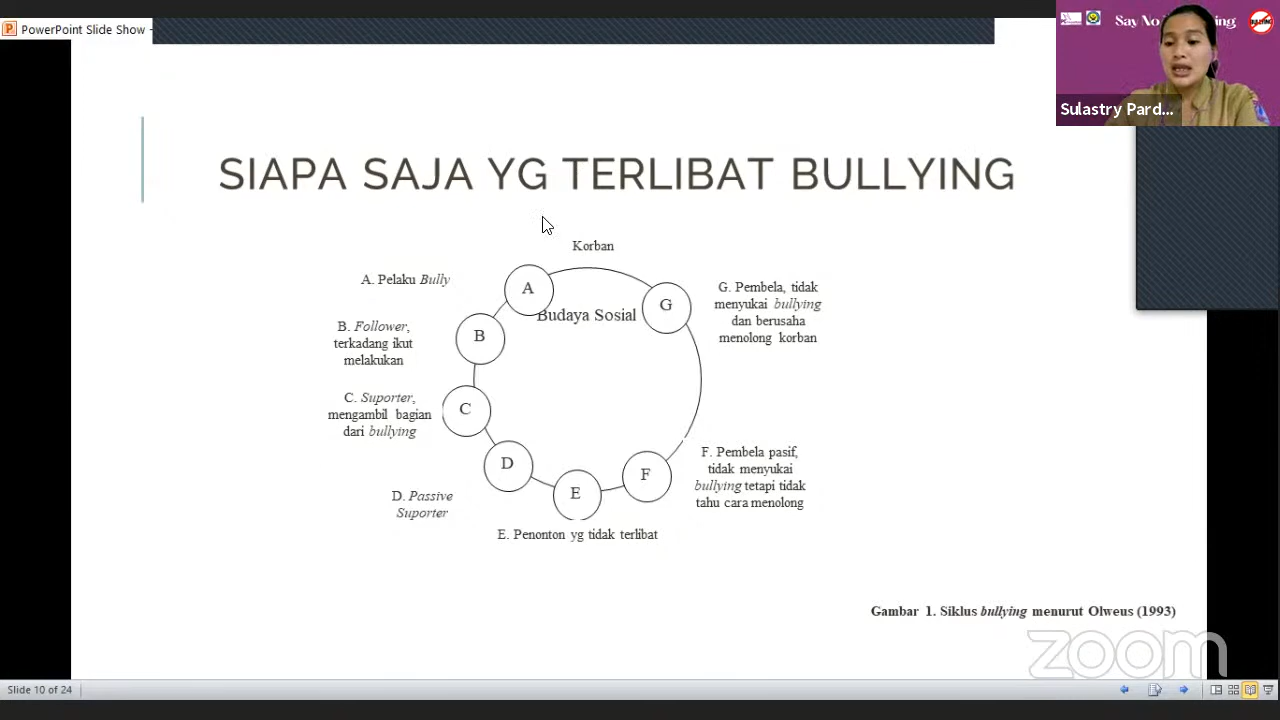 PowerPoint Slide Show -
Say No
Sulastry Pard...
SIAPA SAJA YG TERLIBAT BULLYING
Korban
A. Pelaku Bully
A
G
Budaya Sosial
G. Pembela, tidak
menyukai bullying
dan berusaha
menolong korban
B. Follower,
terkadang ikut
melakukan
B
C. Suporter,
mengambil bagian
dari bullying
C
D
D. Passive
Suporter
E
E. Penonton yg tidak terlibat
F
F. Pembela pasif,
tidak menyukai
bullying tetapi tidak
tahu cara menolong
Gambar 1. Siklus bullying menurut Olweus (1993)
zoom
Slide 10 of 24